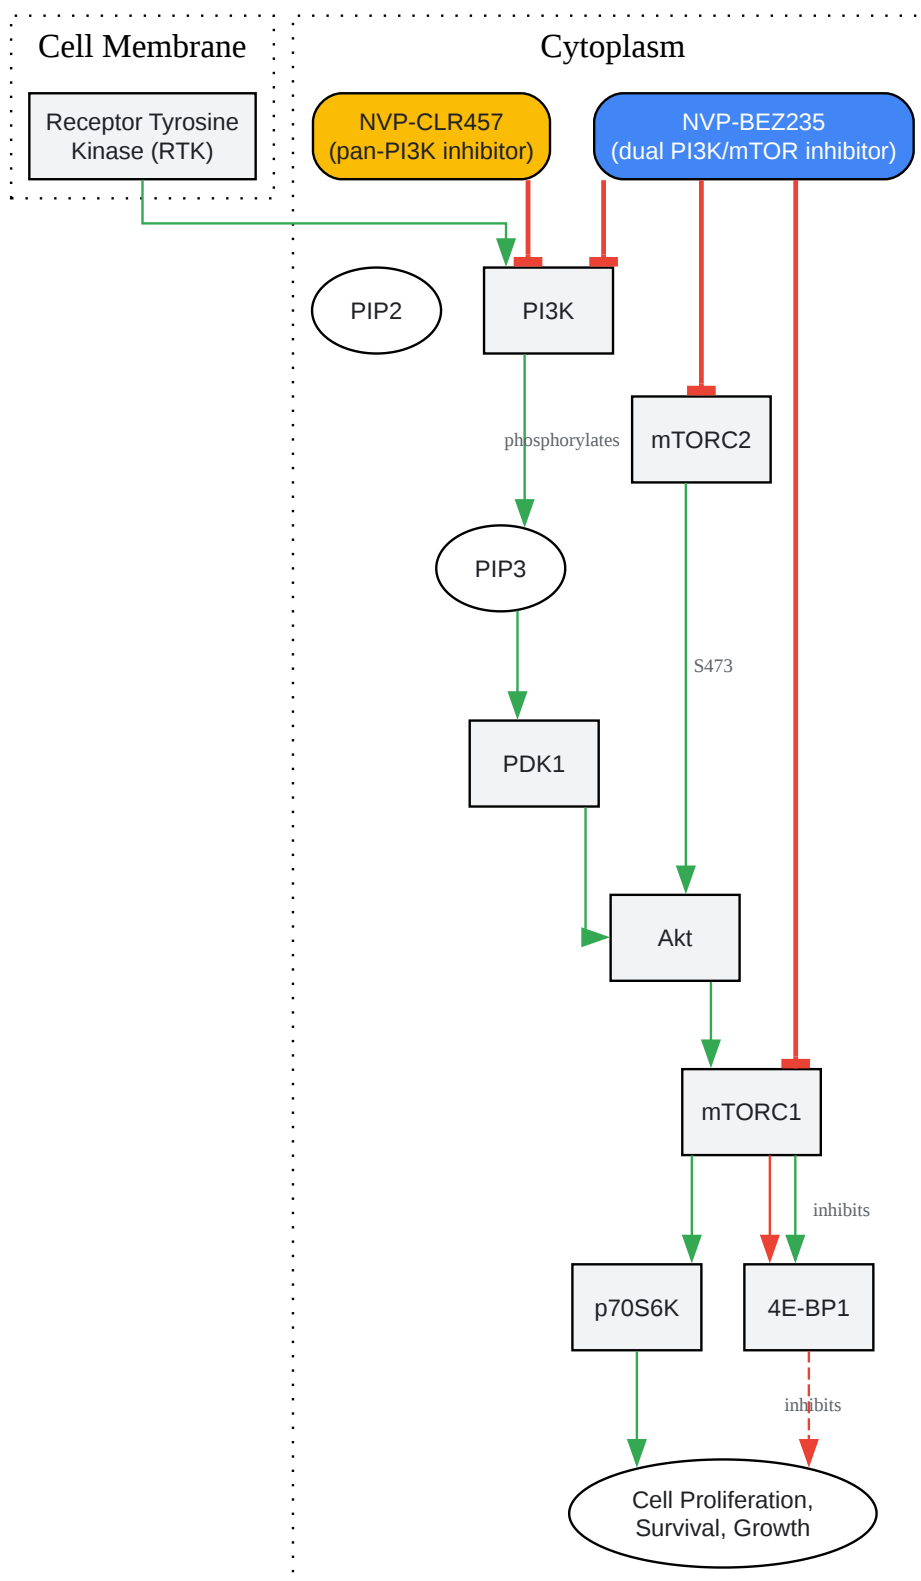 Cell Membrane
Cytoplasm
Receptor Tyrosine
Kinase (RTK)
NVP-CLR457
(pan-PI3K inhibitor)
NVP-BEZ235
(dual PI3K/mTOR inhibitor)
PIP2
PI3K
phosphorylates
mTORC2
PIP3
S473
PDK1
Akt
mTORC1
inhibits
p70S6K
4E-BP1
inhibits
Cell Proliferation,
Survival, Growth